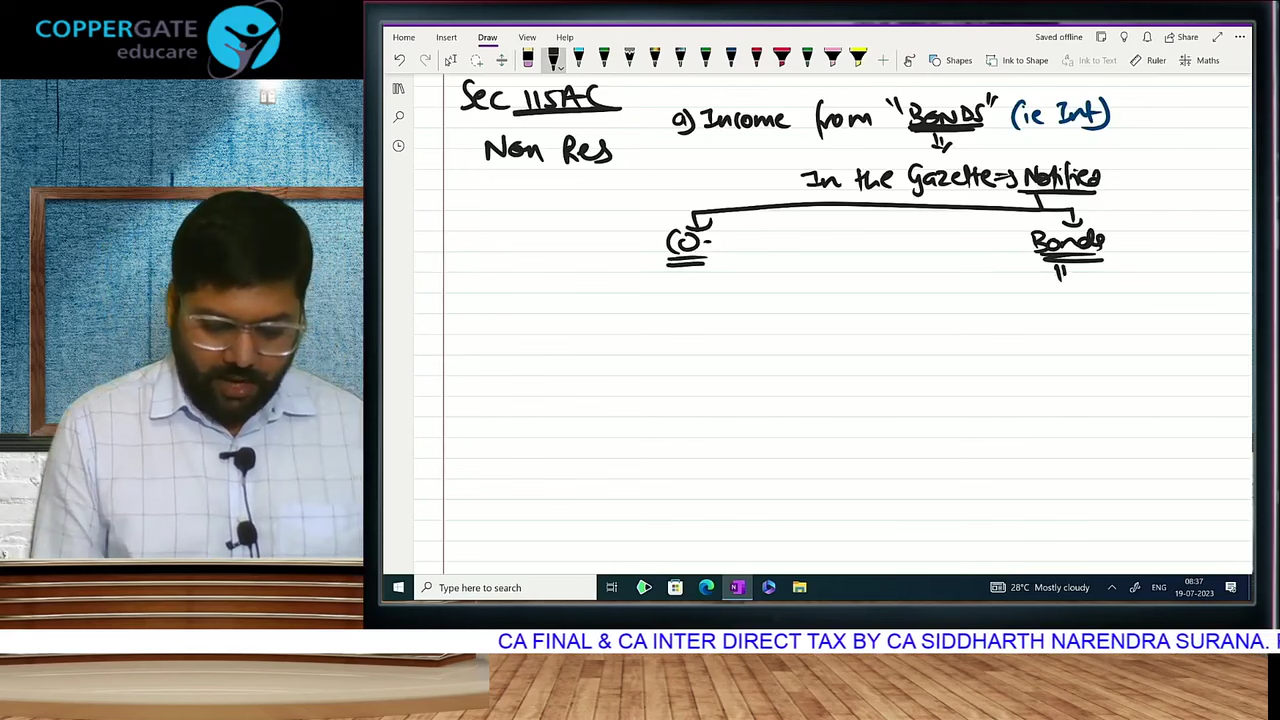 COPPERGATE
educare
Home Insert Draw View Help
Saved offline
Share
Shapes
Ink to Shape
Ink to Text
Ruler
Maths
Sec 115AC
Non Res
a) Income from "BONDS" (ie Int)
In the Gazette ⇒ Notified
Co.
Bonds
Type here to search
28°C Mostly cloudy
ENG
08:37
19-07-2023
CA FINAL & CA INTER DIRECT TAX BY CA SIDDHARTH NARENDRA SURANA.